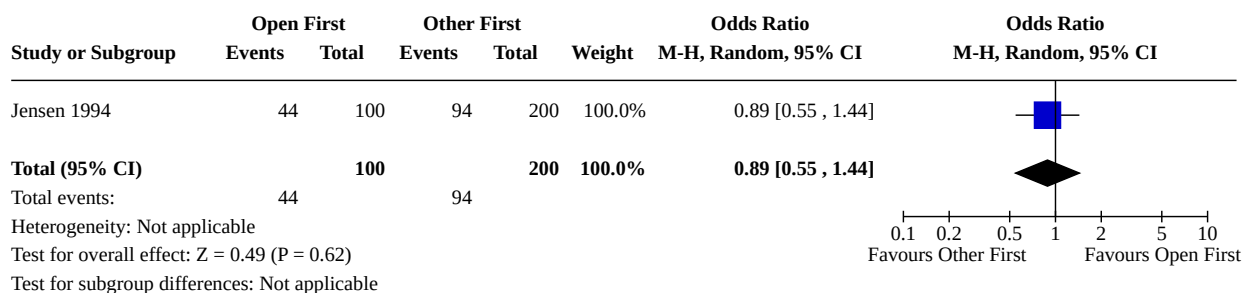 Open First Other First Odds Ratio Odds Ratio
Study or Subgroup Events Total Events Total Weight M-H, Random, 95% CI M-H, Random, 95% CI
Jensen 1994 44 100 94 200 100.0% 0.89 [0.55 , 1.44]
Total (95% CI) 100 200 100.0% 0.89 [0.55 , 1.44]
Total events: 44 94
Heterogeneity: Not applicable
Test for overall effect: Z = 0.49 (P = 0.62)
Test for subgroup differences: Not applicable
0.1 0.2 0.5 1 2 5 10
Favours Other First Favours Open First